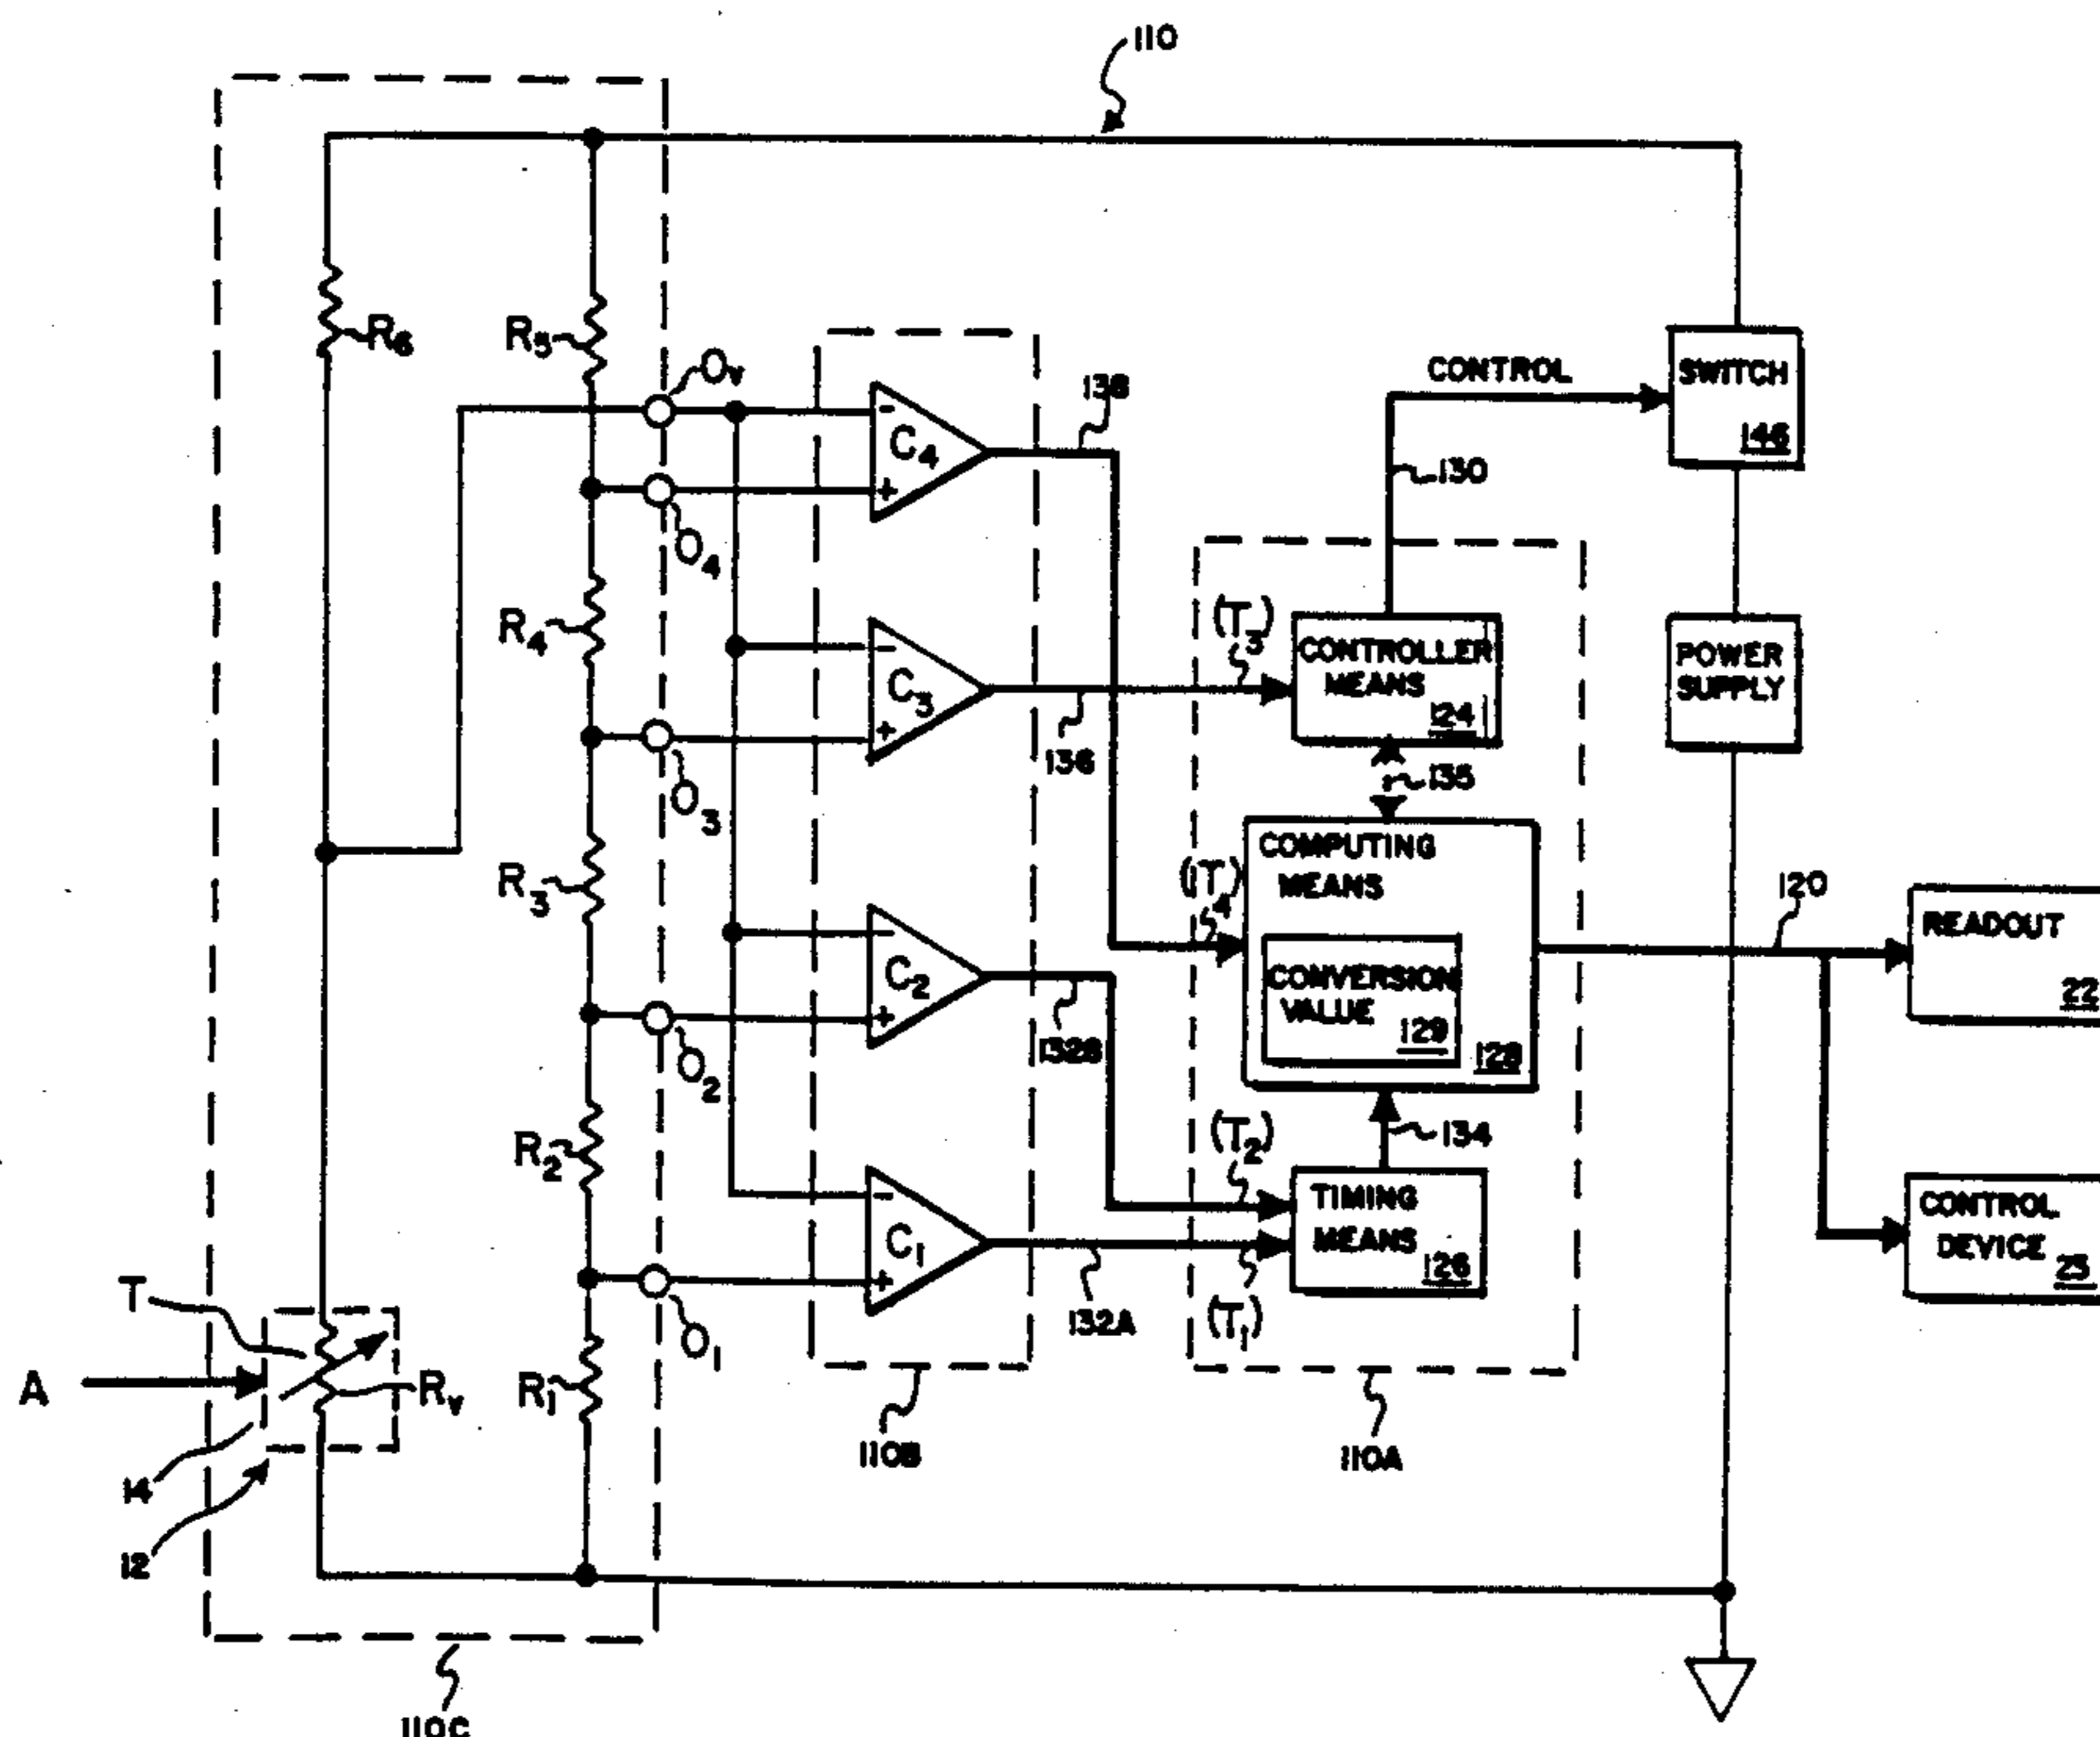 110
R6
R5
Ov
C4
-
+
138
CONTROL
SWITCH
146
130
O4
R4
(T3)
CONTROLLER
MEANS
124
POWER
SUPPLY
C3
-
+
136
O3
135
COMPUTING
MEANS
(T4)
R3
120
READOUT
22
CONVERSION
VALUE
129
128
C2
-
+
132B
O2
R2
(T2)
134
TIMING
MEANS
126
C1
-
+
132A
(T1)
CONTROL
DEVICE
25
O1
T
A
Rv
R1
14
12
110B
110A
110C